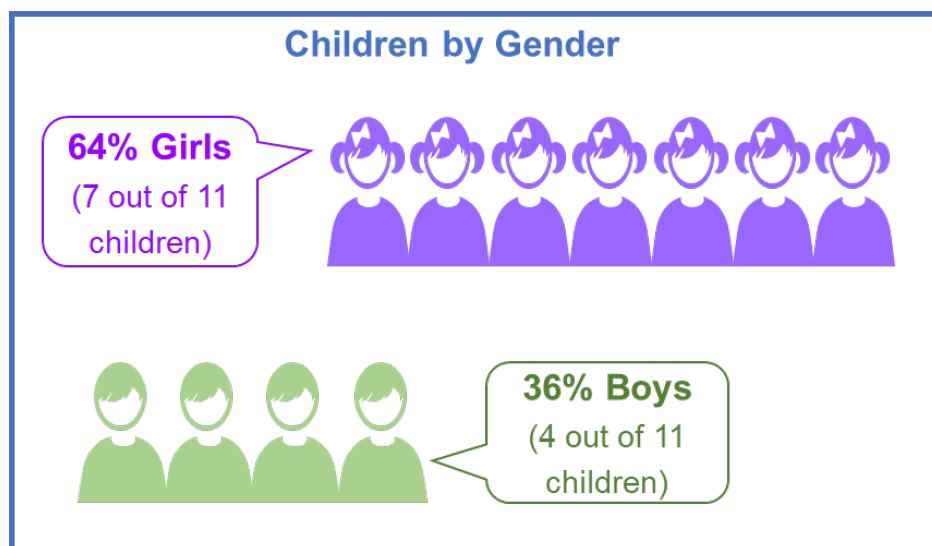 Children by Gender
64% Girls
(7 out of 11
children)
36% Boys
(4 out of 11
children)